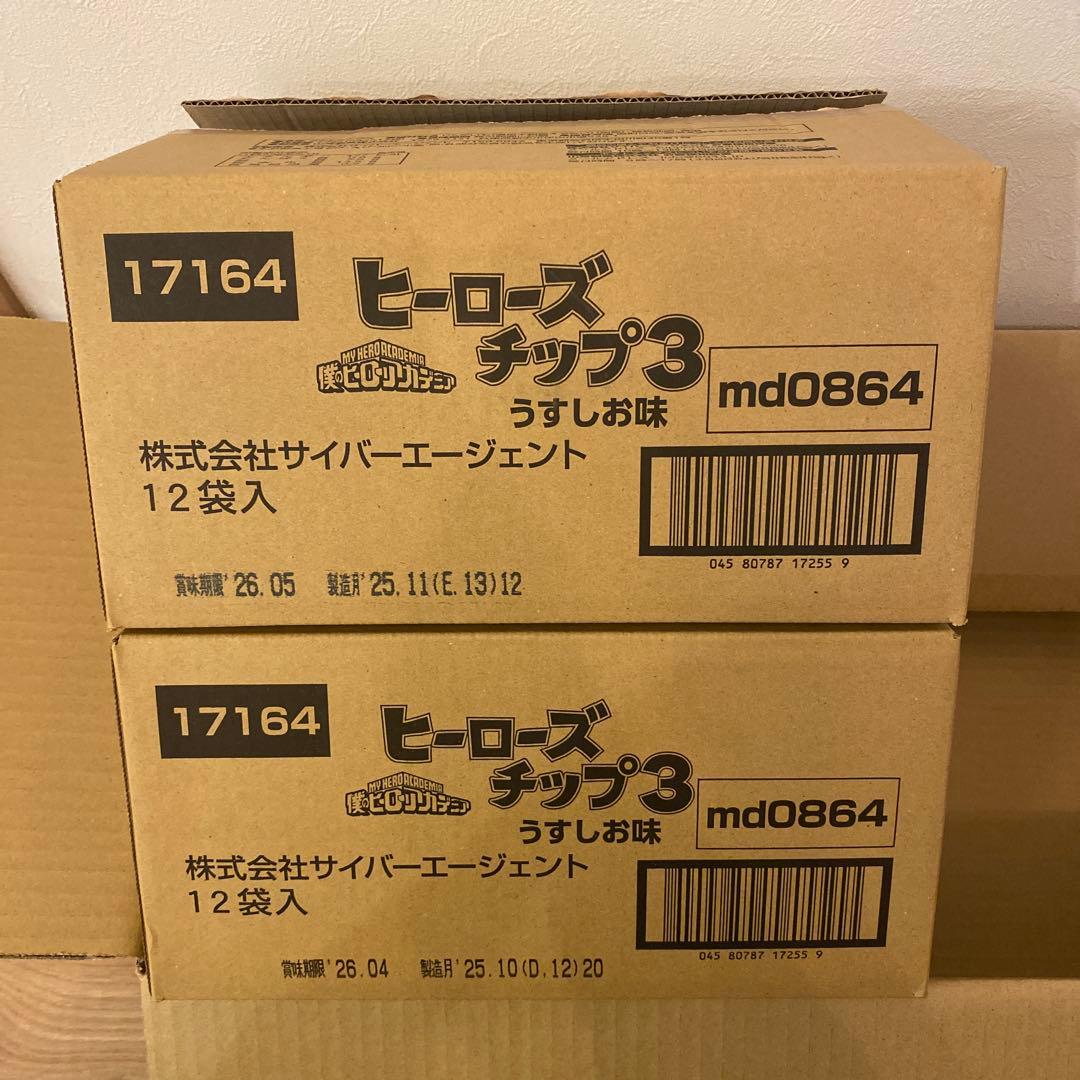 17164
ヒーローズ
チップ3
MY HERO ACADEMIA
僕のヒーローアカデミア
うすしお味
md0864
株式会社サイバーエージェント
12袋入
045 80787 17255 9
賞味期限'26.05 製造月'25.11(E.13)12
17164
ヒーローズ
チップ3
MY HERO ACADEMIA
僕のヒーローアカデミア
うすしお味
md0864
株式会社サイバーエージェント
12袋入
045 80787 17255 9
賞味期限'26.04 製造月'25.10(D,12)20